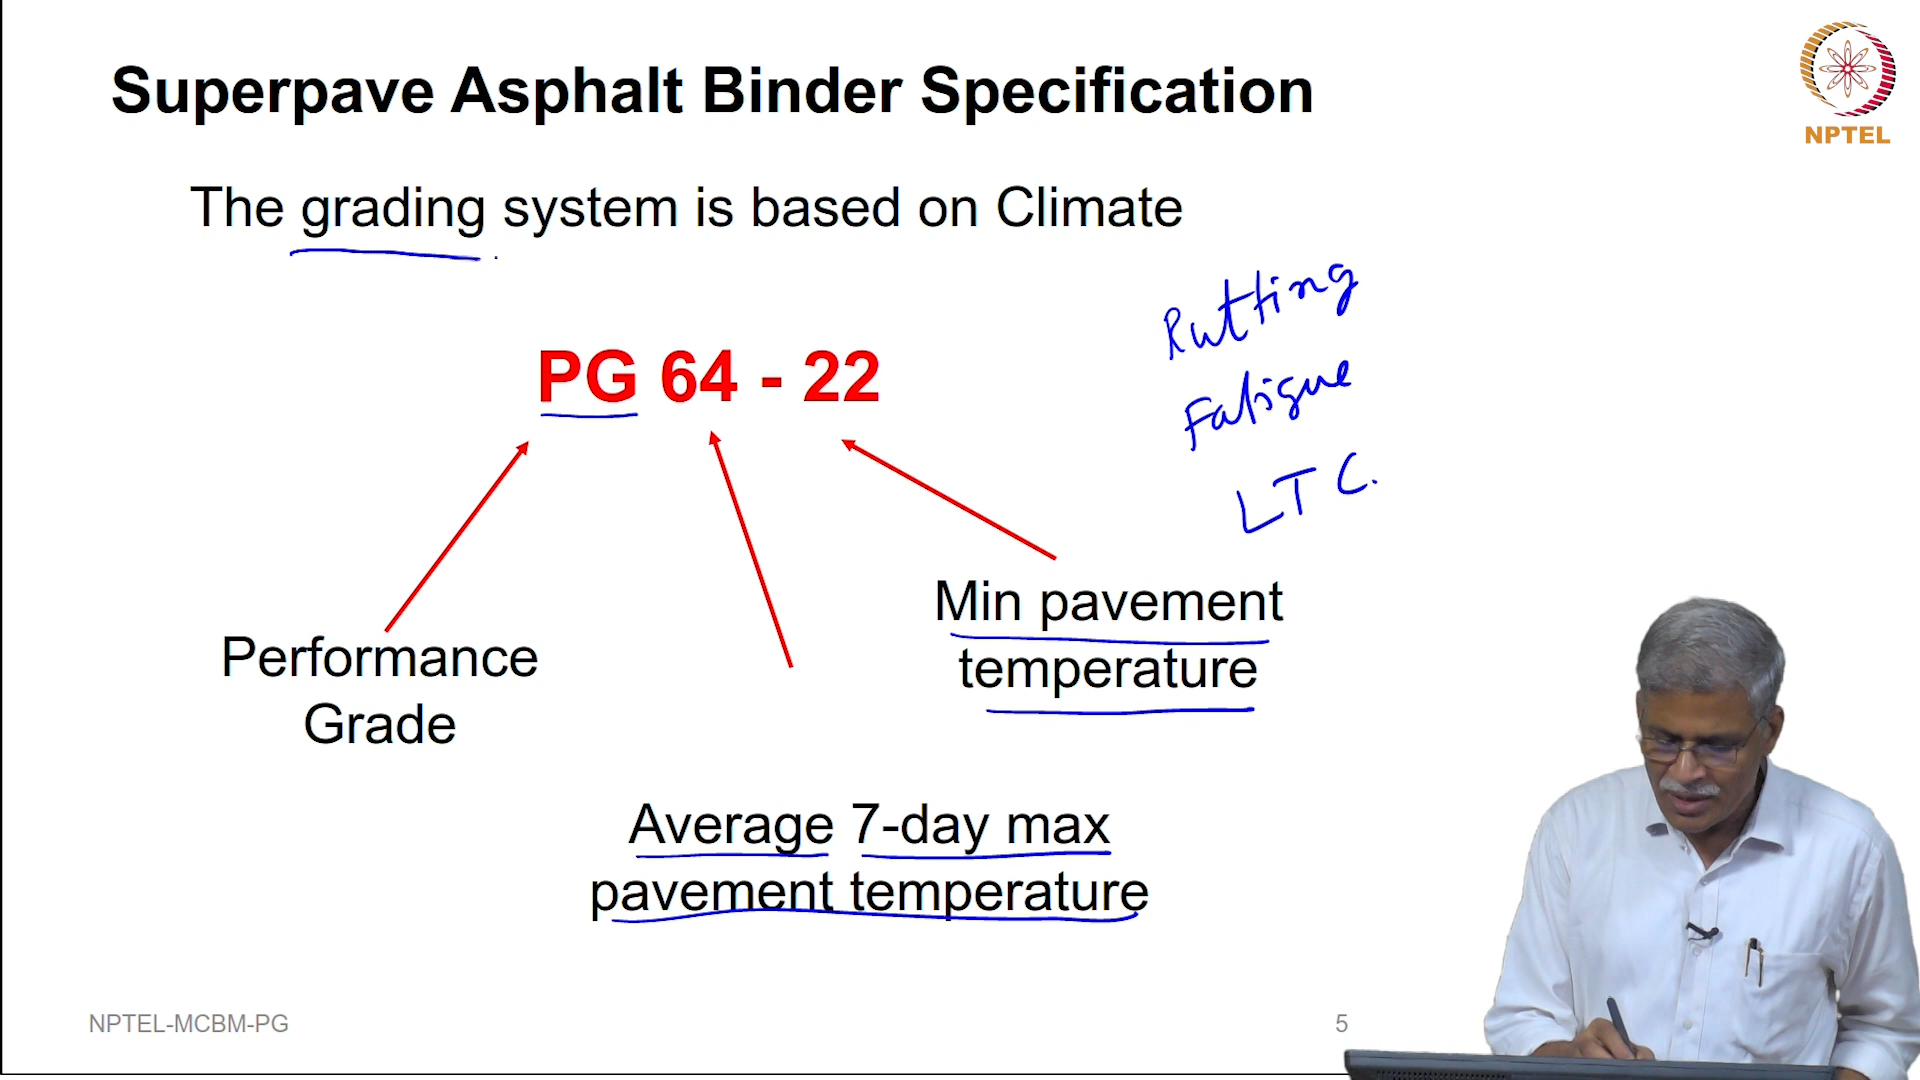 Superpave Asphalt Binder Specification
NPTEL
The grading system is based on Climate
Rutting
Fatigue
LTC.
PG 64 - 22
Min pavement
temperature
Performance
Grade
Average 7-day max
pavement temperature
NPTEL-MCBM-PG
5